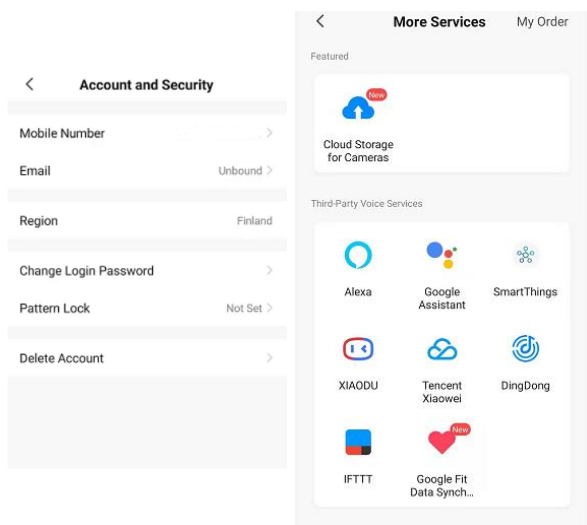 Account and Security
Mobile Number
Email Unbound
Region Finland
Change Login Password
Pattern Lock Not Set
Delete Account
More Services My Order
Featured
New
Cloud Storage
for Cameras
Third-Party Voice Services
Alexa
Google
Assistant
SmartThings
XIAODU
Tencent
Xiaowei
DingDong
New
IFTTT
Google Fit
Data Synch...